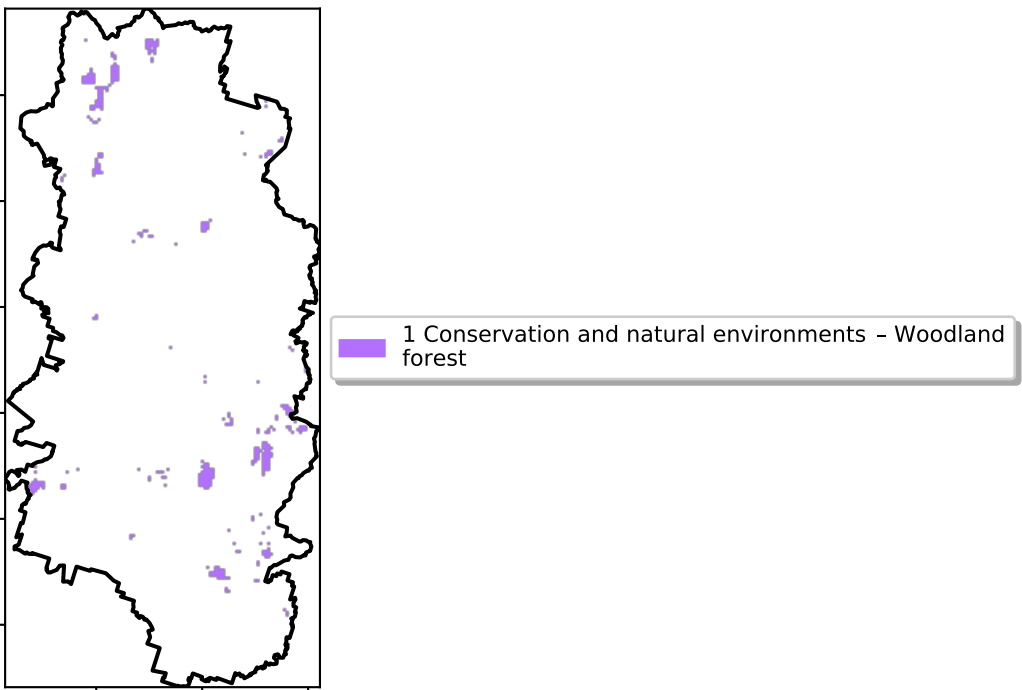 1 Conservation and natural environments – Woodland
forest